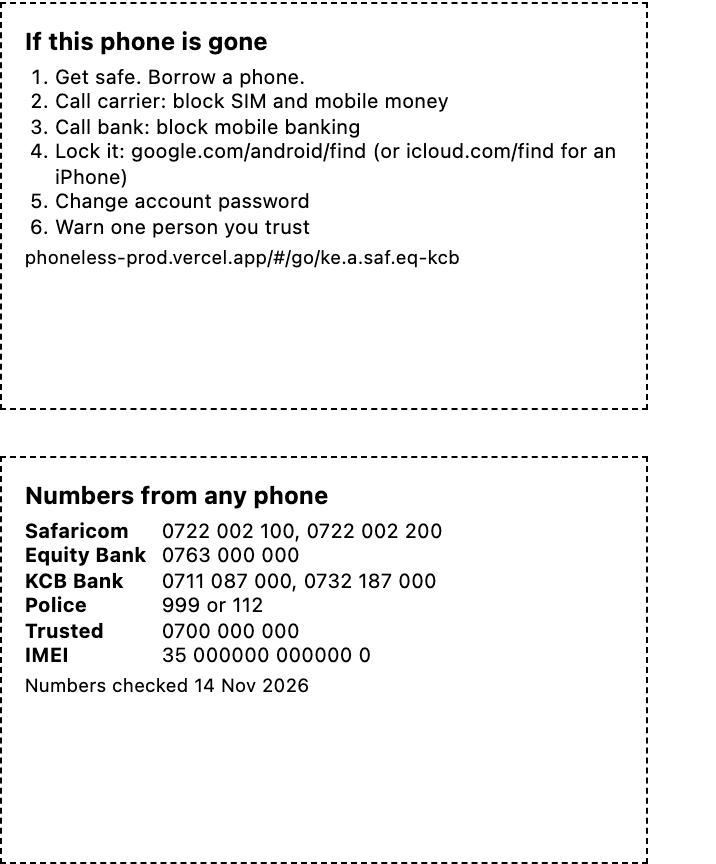 If this phone is gone
1. Get safe. Borrow a phone.
2. Call carrier: block SIM and mobile money
3. Call bank: block mobile banking
4. Lock it: google.com/android/find (or icloud.com/find for an
iPhone)
5. Change account password
6. Warn one person you trust
phoneless-prod.vercel.app/#/go/ke.a.saf.eq-kcb
Numbers from any phone
Safaricom 0722 002 100, 0722 002 200
Equity Bank 0763 000 000
KCB Bank 0711 087 000, 0732 187 000
Police 999 or 112
Trusted 0700 000 000
IMEI 35 000000 000000 0
Numbers checked 14 Nov 2026